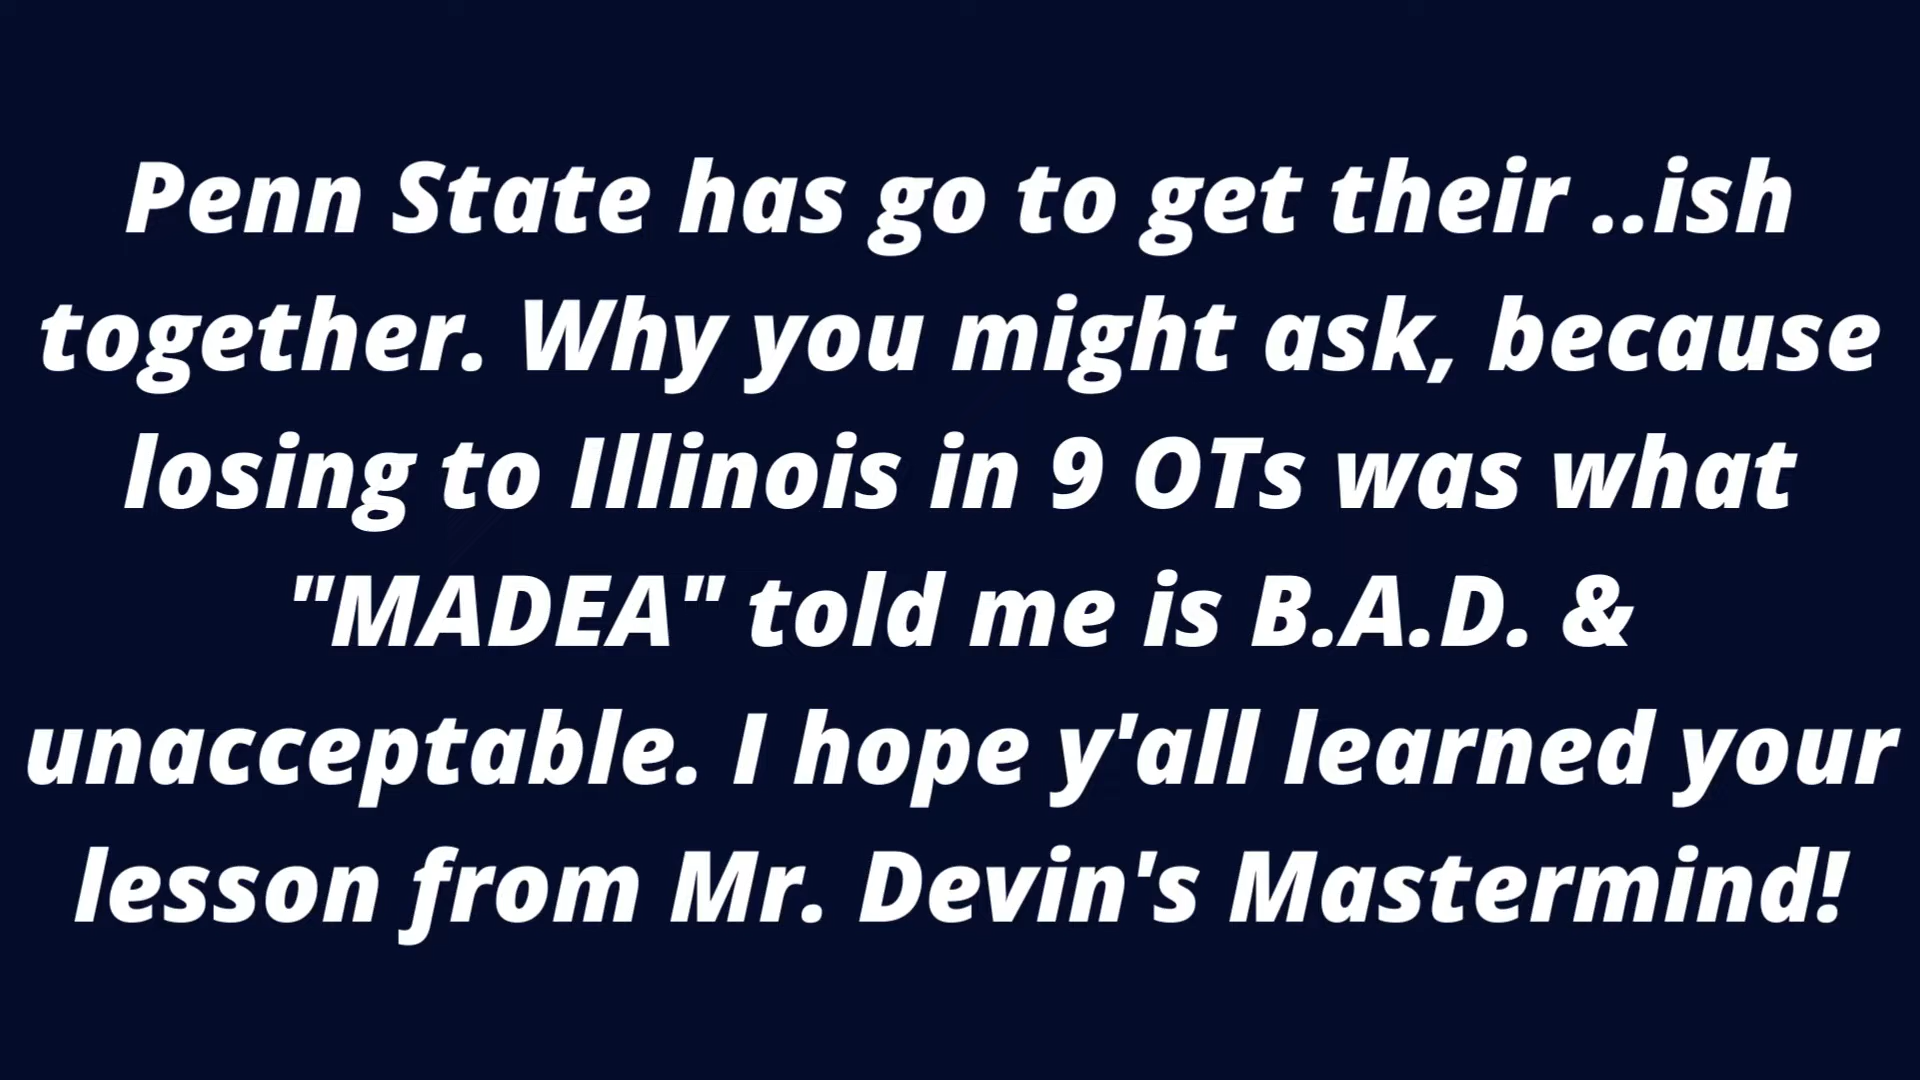 Penn State has go to get their ..ish
together. Why you might ask, because
losing to Illinois in 9 OTs was what
"MADEA" told me is B.A.D. &
unacceptable. I hope y'all learned your
lesson from Mr. Devin's Mastermind!